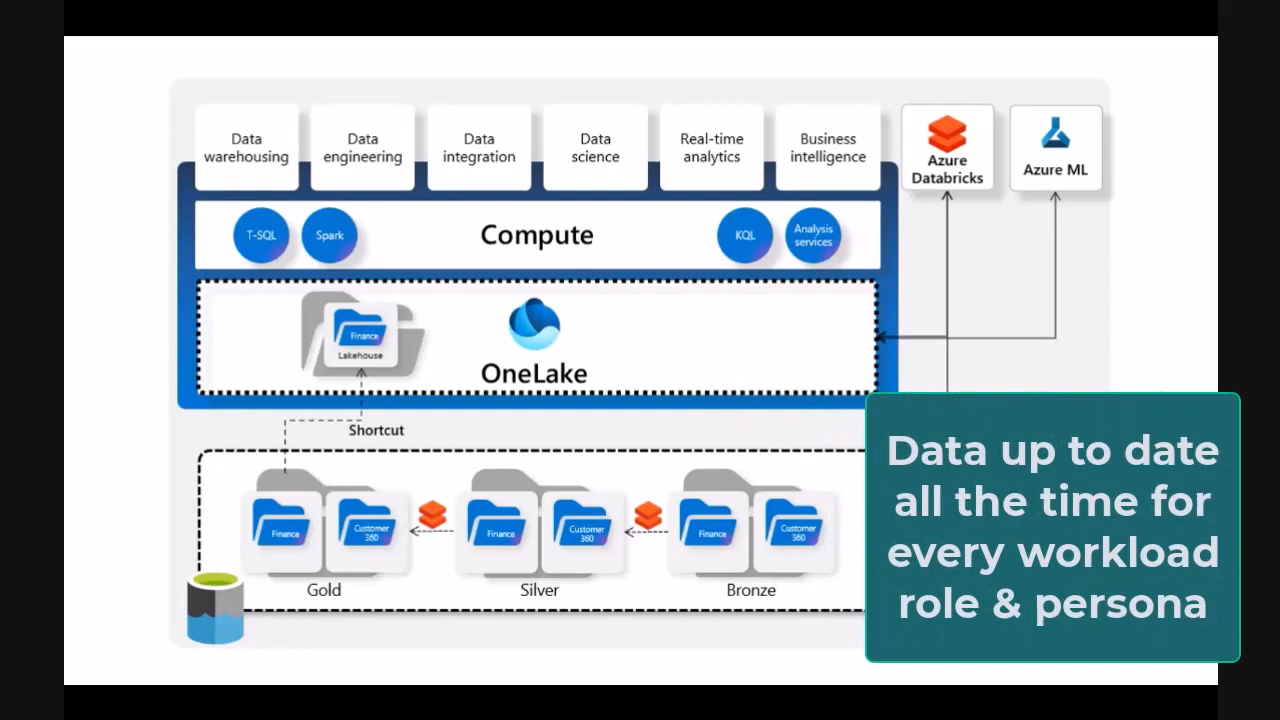 Data
warehousing
Data
engineering
Data
integration
Data
science
Real-time
analytics
Business
intelligence
Azure
Databricks
Azure ML
T-SQL
Spark
Compute
KQL
Analysis
services
Finance
Lakehouse
OneLake
Shortcut
Finance
Customer
360
Finance
Customer
360
Finance
Customer
360
Gold
Silver
Bronze
Data up to date
all the time for
every workload
role & persona